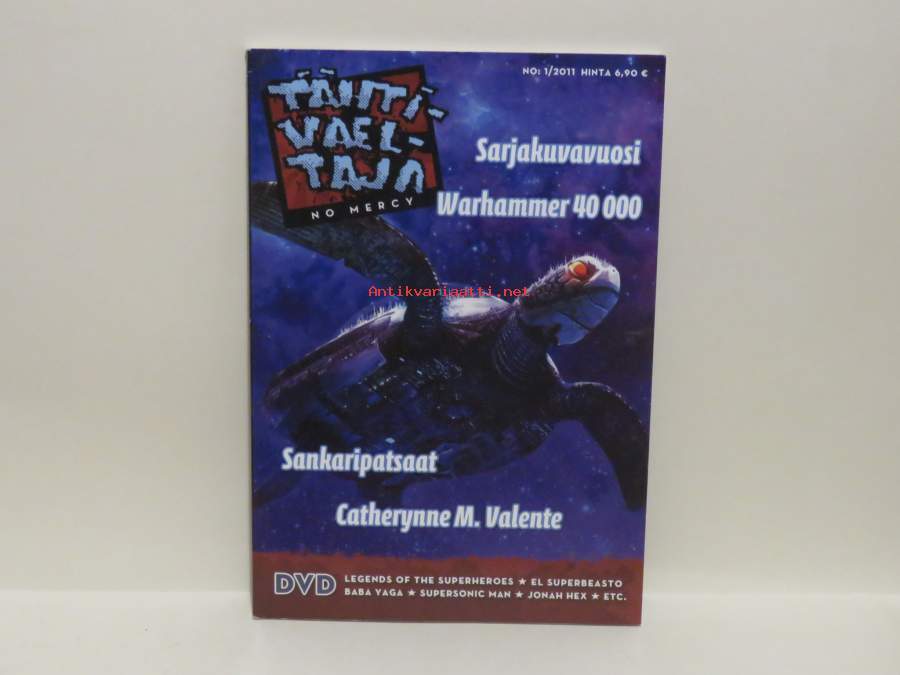 NO: 1/2011 HINTA 6,90 €
TÄHTI-
VAEL-
TAJA
NO MERCY
Sarjakuvavuosi
Warhammer 40 000
Antikvariaatti.net
Sankaripatsaat
Catherynne M. Valente
DVD
LEGENDS OF THE SUPERHEROES ★ EL SUPERBEASTO
BABA YAGA ★ SUPERSONIC MAN ★ JONAH HEX ★ ETC.